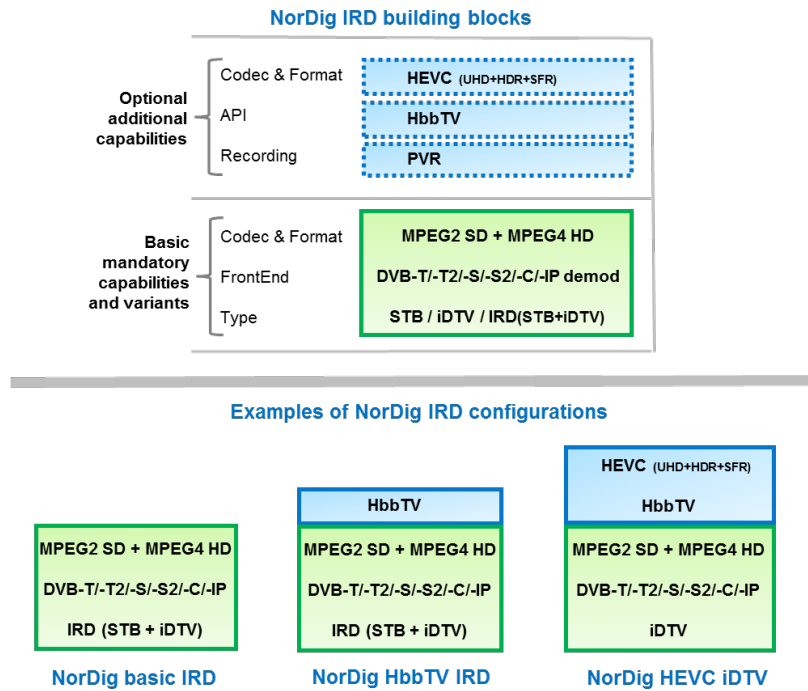 NorDig IRD building blocks
Optional
additional
capabilities
Codec & Format
API
Recording
HEVC (UHD+HDR+SFR)
HbbTV
PVR
Basic
mandatory
capabilities
and variants
Codec & Format
FrontEnd
Type
MPEG2 SD + MPEG4 HD
DVB-T/-T2/-S/-S2/-C/-IP demod
STB / iDTV / IRD(STB+iDTV)
Examples of NorDig IRD configurations
MPEG2 SD + MPEG4 HD
DVB-T/-T2/-S/-S2/-C/-IP
IRD (STB + iDTV)
NorDig basic IRD
HbbTV
MPEG2 SD + MPEG4 HD
DVB-T/-T2/-S/-S2/-C/-IP
IRD (STB + iDTV)
NorDig HbbTV IRD
HEVC (UHD+HDR+SFR)
HbbTV
MPEG2 SD + MPEG4 HD
DVB-T/-T2/-S/-S2/-C/-IP
iDTV
NorDig HEVC iDTV